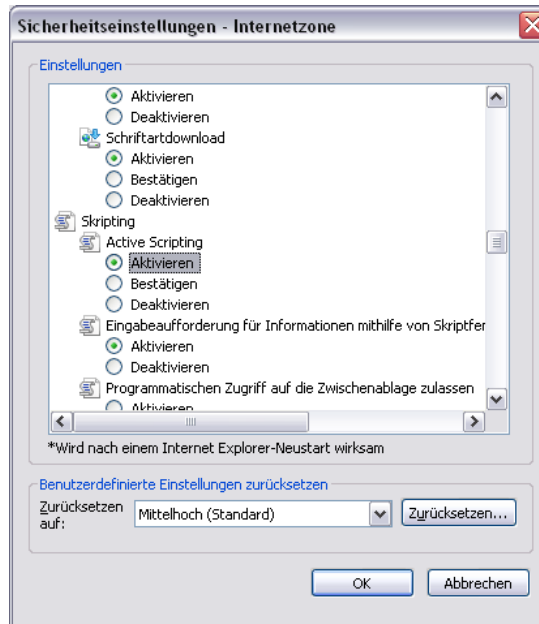 Sicherheitseinstellungen - Internetzone
Einstellungen
Aktivieren
Deaktivieren
Schriftartdownload
Aktivieren
Bestätigen
Deaktivieren
Skripting
Active Scripting
Aktivieren
Bestätigen
Deaktivieren
Eingabeaufforderung für Informationen mithilfe von Skriptfer
Aktivieren
Deaktivieren
Programmatischen Zugriff auf die Zwischenablage zulassen
Aktivieren
*Wird nach einem Internet Explorer-Neustart wirksam
Benutzerdefinierte Einstellungen zurücksetzen
Zurücksetzen auf:
Mittelhoch (Standard)
Zurücksetzen...
OK
Abbrechen